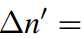 Δn′ =